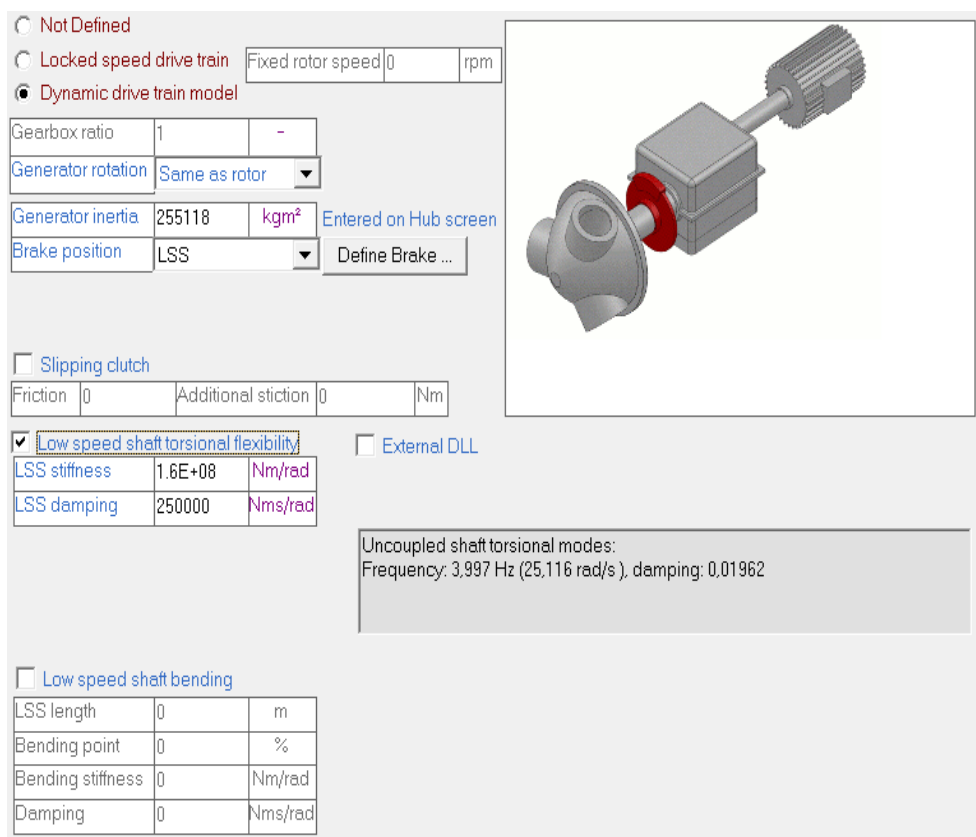 Not Defined
Locked speed drive train Fixed rotor speed 0 rpm
Dynamic drive train model
Gearbox ratio 1 -
Generator rotation Same as rotor
Generator inertia 255118 kgm² Entered on Hub screen
Brake position LSS Define Brake ...
Slipping clutch
Friction 0 Additional stiction 0 Nm
Low speed shaft torsional flexibility External DLL
LSS stiffness 1.6E+08 Nm/rad
LSS damping 250000 Nms/rad
Uncoupled shaft torsional modes:
Frequency: 3,997 Hz (25,116 rad/s ), damping: 0,01962
Low speed shaft bending
LSS length 0 m
Bending point 0 %
Bending stiffness 0 Nm/rad
Damping 0 Nms/rad